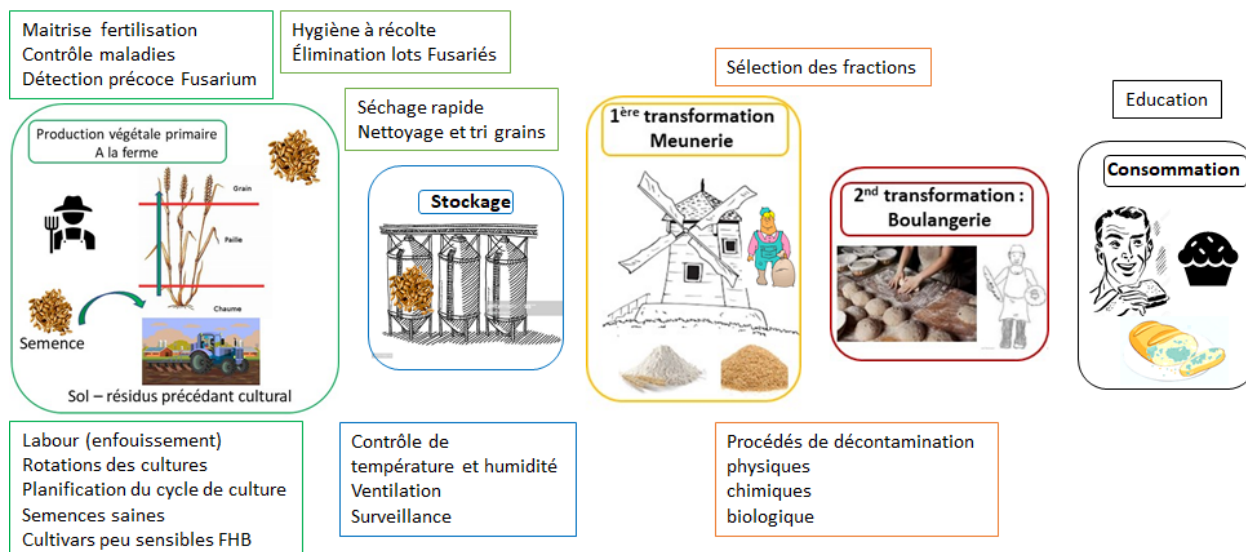 Maitrise fertilisation
Contrôle maladies
Détection précoce Fusarium
Hygiène à récolte
Élimination lots Fusariés
Séchage rapide
Nettoyage et tri grains
Sélection des fractions
Education
Production végétale primaire
A la ferme
Grain
Paille
Chaume
Semence
Sol – résidus précédant cultural
Stockage
1ère transformation
Meunerie
2nd transformation :
Boulangerie
Consommation
Labour (enfouissement)
Rotations des cultures
Planification du cycle de culture
Semences saines
Cultivars peu sensibles FHB
Contrôle de
température et humidité
Ventilation
Surveillance
Procédés de décontamination
physiques
chimiques
biologique